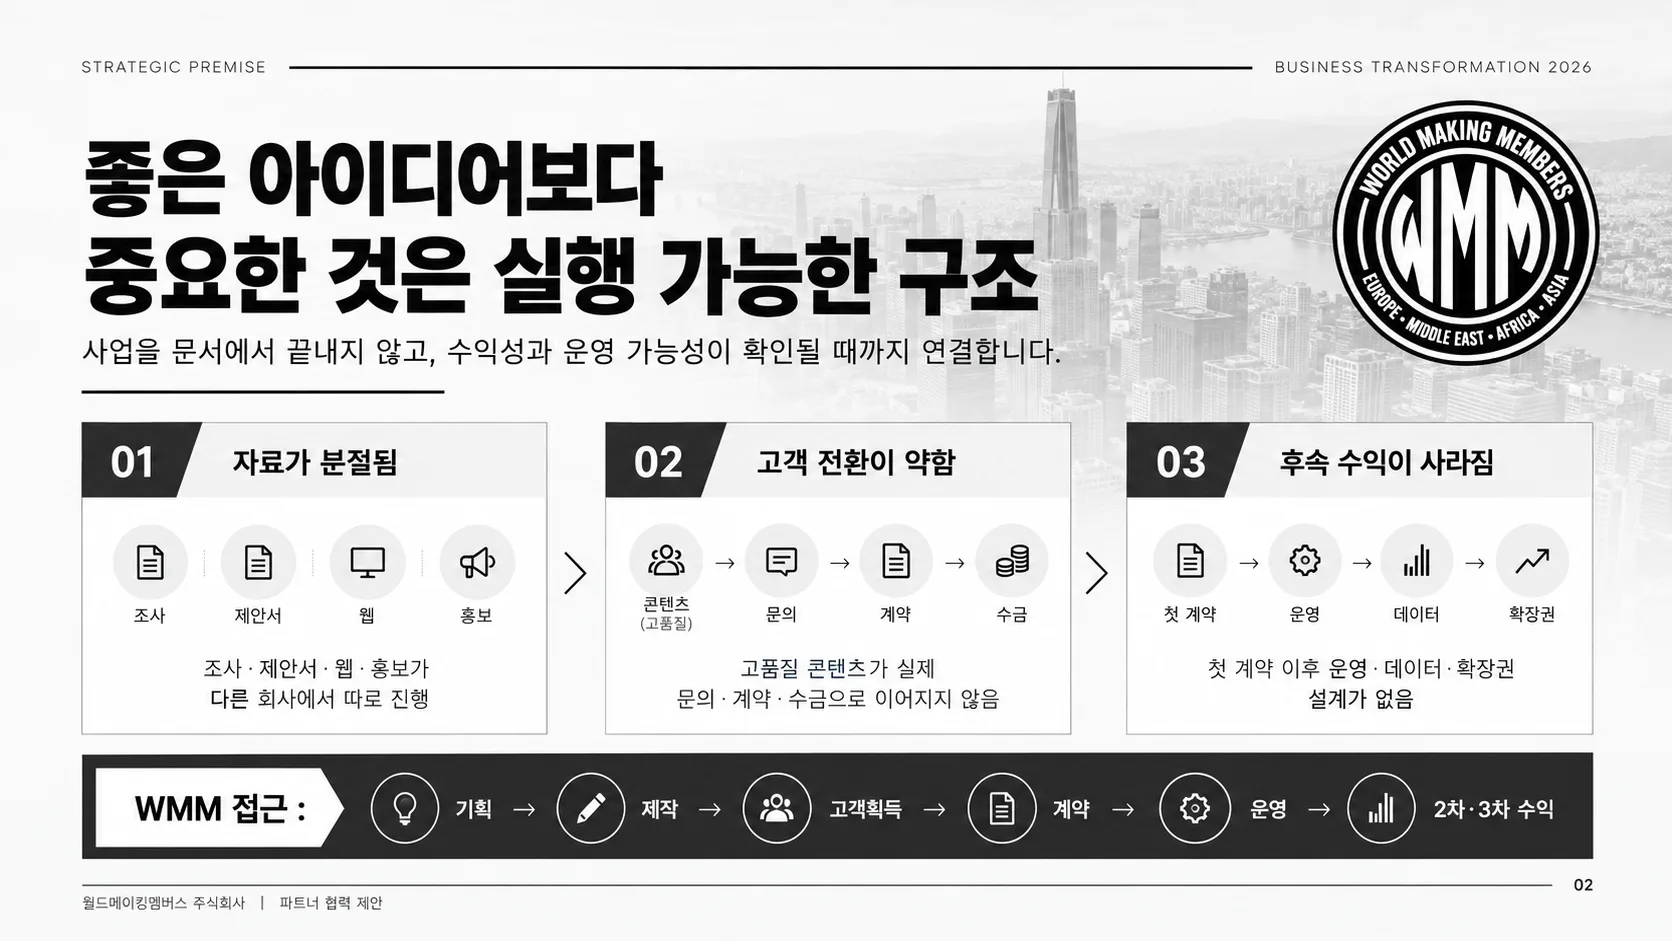 STRATEGIC PREMISE
BUSINESS TRANSFORMATION 2026
좋은 아이디어보다
중요한 것은 실행 가능한 구조
사업을 문서에서 끝내지 않고, 수익성과 운영 가능성이 확인될 때까지 연결합니다.
WORLD MAKING MEMBERS
WMM
EUROPE • MIDDLE EAST • AFRICA • ASIA
01 자료가 분절됨
조사 제안서 웹 홍보
조사 · 제안서 · 웹 · 홍보가
다른 회사에서 따로 진행
02 고객 전환이 약함
콘텐츠 → 문의 → 계약 → 수금
(고품질)
고품질 콘텐츠가 실제
문의 · 계약 · 수금으로 이어지지 않음
03 후속 수익이 사라짐
첫 계약 → 운영 → 데이터 → 확장권
첫 계약 이후 운영 · 데이터 · 확장권
설계가 없음
WMM 접근 : 기획 → 제작 → 고객획득 → 계약 → 운영 → 2차 · 3차 수익
02
월드메이킹멤버스 주식회사 | 파트너 협력 제안